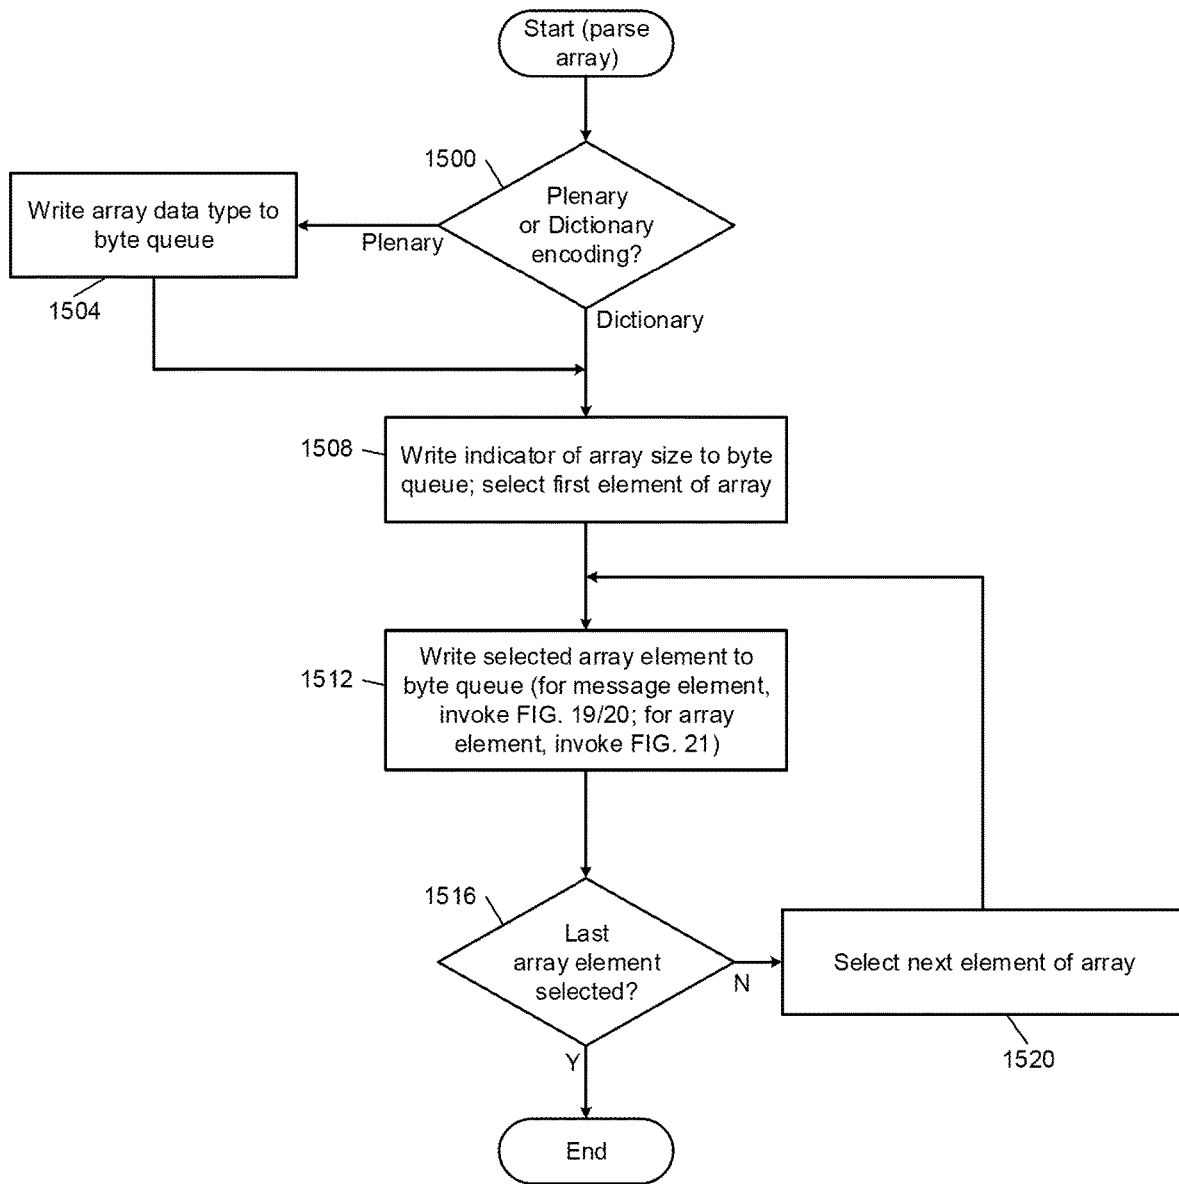 Start (parse
array)
1500
Plenary
or Dictionary
encoding?
Write array data type to
byte queue
Plenary
1504
Dictionary
1508
Write indicator of array size to byte
queue; select first element of array
1512
Write selected array element to
byte queue (for message element,
invoke FIG. 19/20; for array
element, invoke FIG. 21)
1516
Last
array element
selected?
N
Select next element of array
1520
Y
End